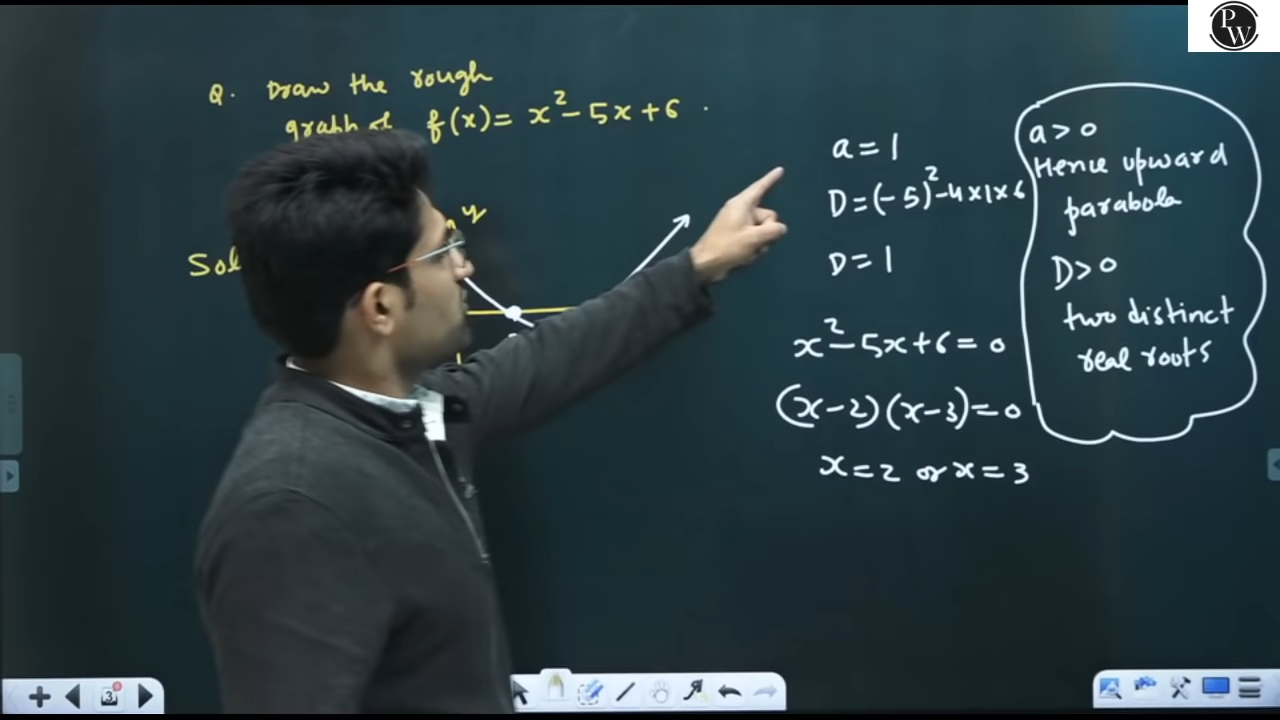 Q. Draw the rough
graph of f(x) = x² - 5x + 6 .
Sol
y
a = 1
D = (-5)² - 4 x 1 x 6
D = 1
x² - 5x + 6 = 0
(x-2)(x-3) = 0
x = 2 or x = 3
a > 0
Hence upward
parabola
D > 0
two distinct
real roots
PW
3